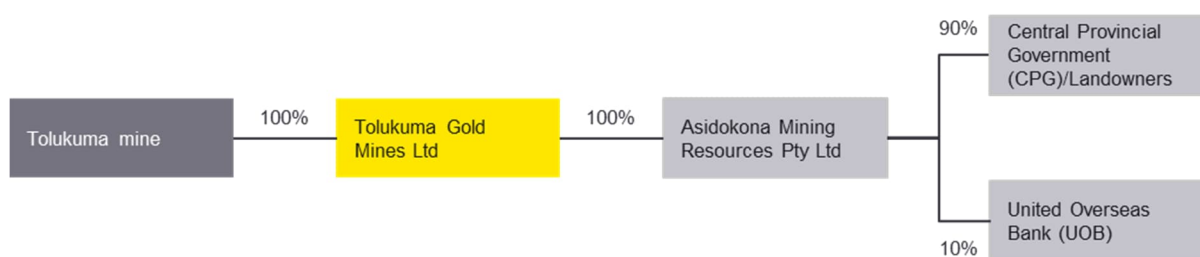 90%
Central Provincial
Government
(CPG)/Landowners
Tolukuma mine
100%
Tolukuma Gold
Mines Ltd
100%
Asidokona Mining
Resources Pty Ltd
United Overseas
Bank (UOB)
10%